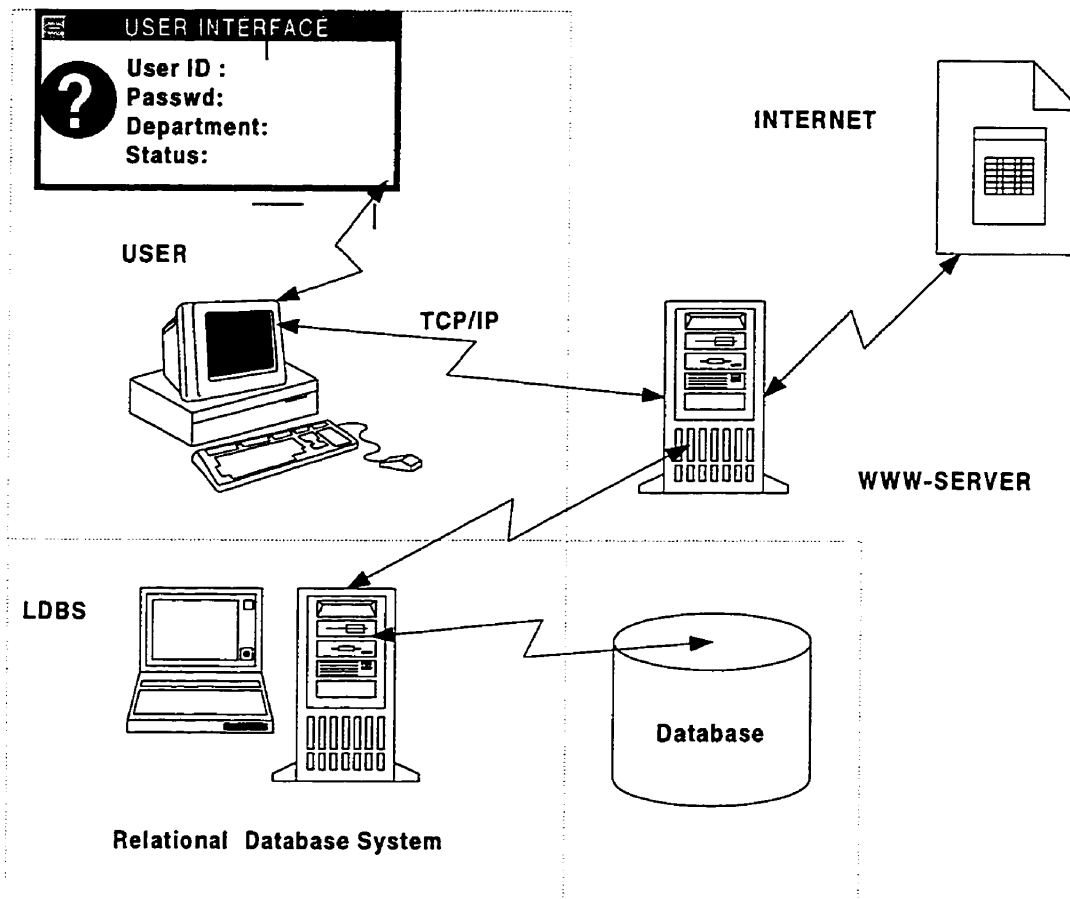 USER INTERFACE
User ID :
Passwd:
Department:
Status:
INTERNET
USER
TCP/IP
WWW-SERVER
LDBS
Database
Relational Database System